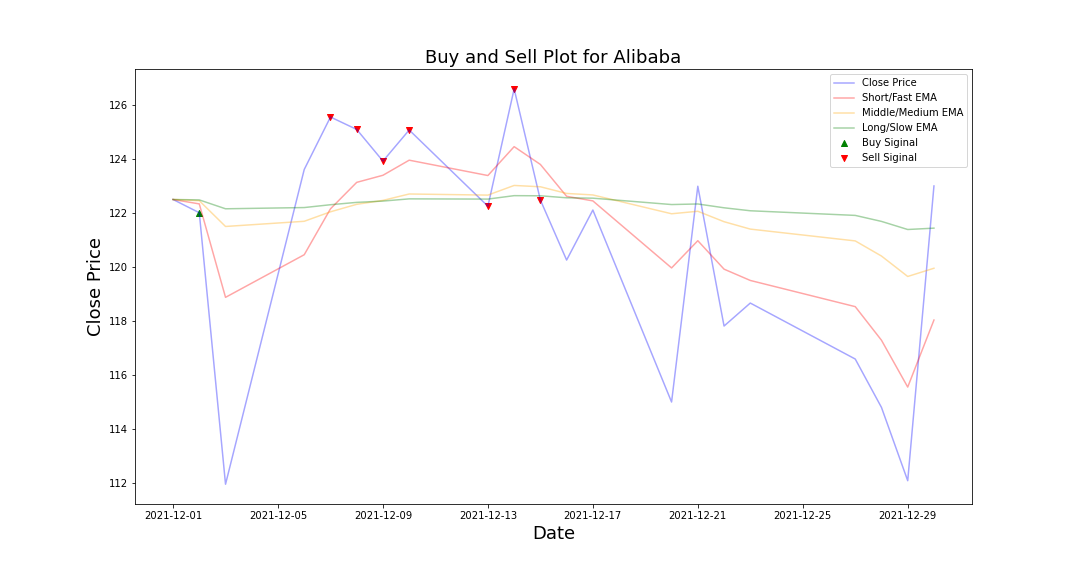 Buy and Sell Plot for Alibaba
Close Price
Short/Fast EMA
Middle/Medium EMA
Long/Slow EMA
Buy Siginal
Sell Siginal
126
124
122
120
118
116
114
112
Close Price
2021-12-01
2021-12-05
2021-12-09
2021-12-13
2021-12-17
2021-12-21
2021-12-25
2021-12-29
Date